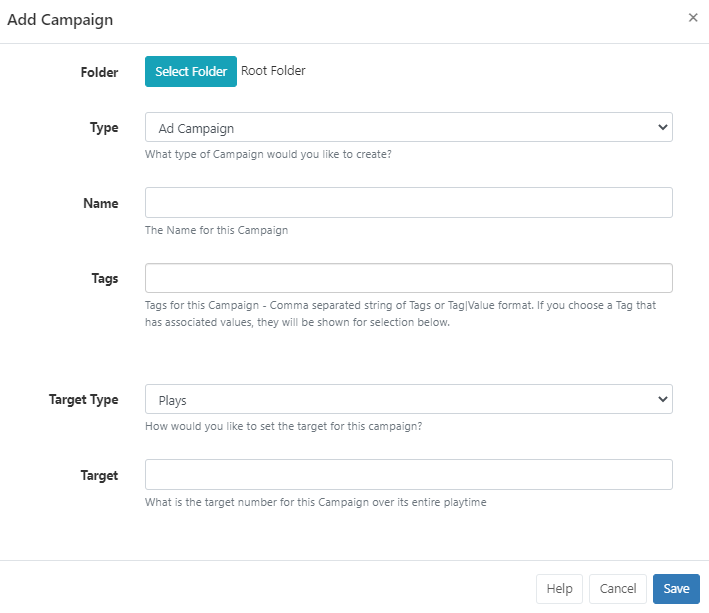 Add Campaign ×
Folder Select Folder Root Folder
Type Ad Campaign
What type of Campaign would you like to create?
Name
The Name for this Campaign
Tags
Tags for this Campaign - Comma separated string of Tags or Tag|Value format. If you choose a Tag that
has associated values, they will be shown for selection below.
Target Type Plays
How would you like to set the target for this campaign?
Target
What is the target number for this Campaign over its entire playtime
Help Cancel Save